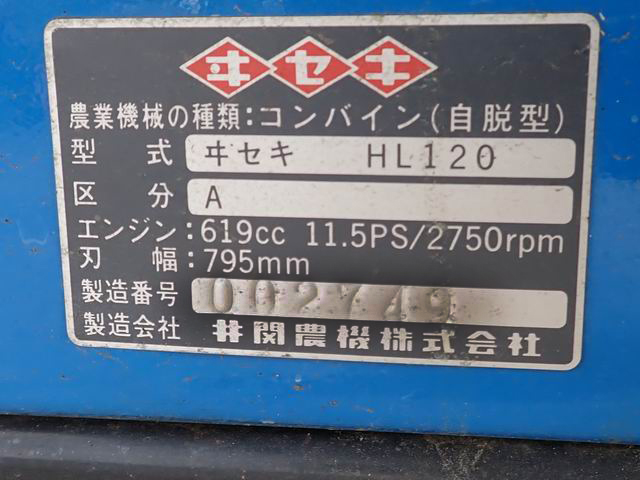 ヰセキ
農業機械の種類:コンバイン(自脱型)
型式 ヰセキ HL120
区分 A
エンジン:619cc 11.5PS/2750rpm
刃幅:795mm
製造番号 002749
製造会社 井関農機株式会社